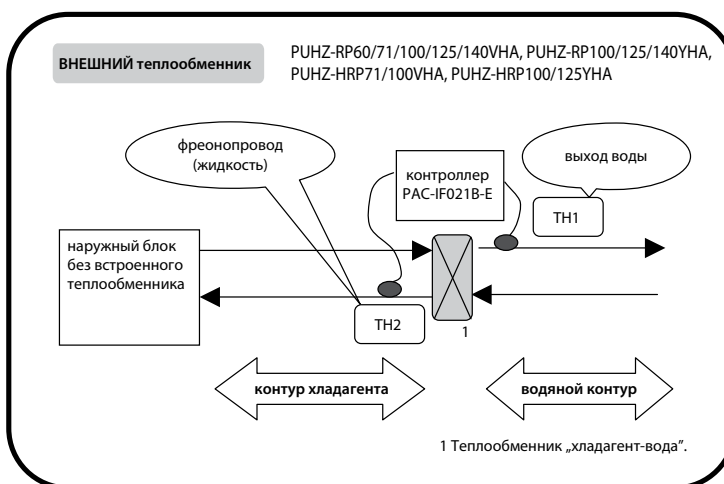 ВНЕШНИЙ теплообменник
PUHZ-RP60/71/100/125/140VHA, PUHZ-RP100/125/140YHA,
PUHZ-HRP71/100VHA, PUHZ-HRP100/125YHA
фреонопровод
(жидкость)
контроллер
PAC-IF021B-E
выход воды
TH1
наружный блок
без встроенного
теплообменника
TH2
1
контур хладагента
водяной контур
1 Теплообменник „хладагент-вода”.